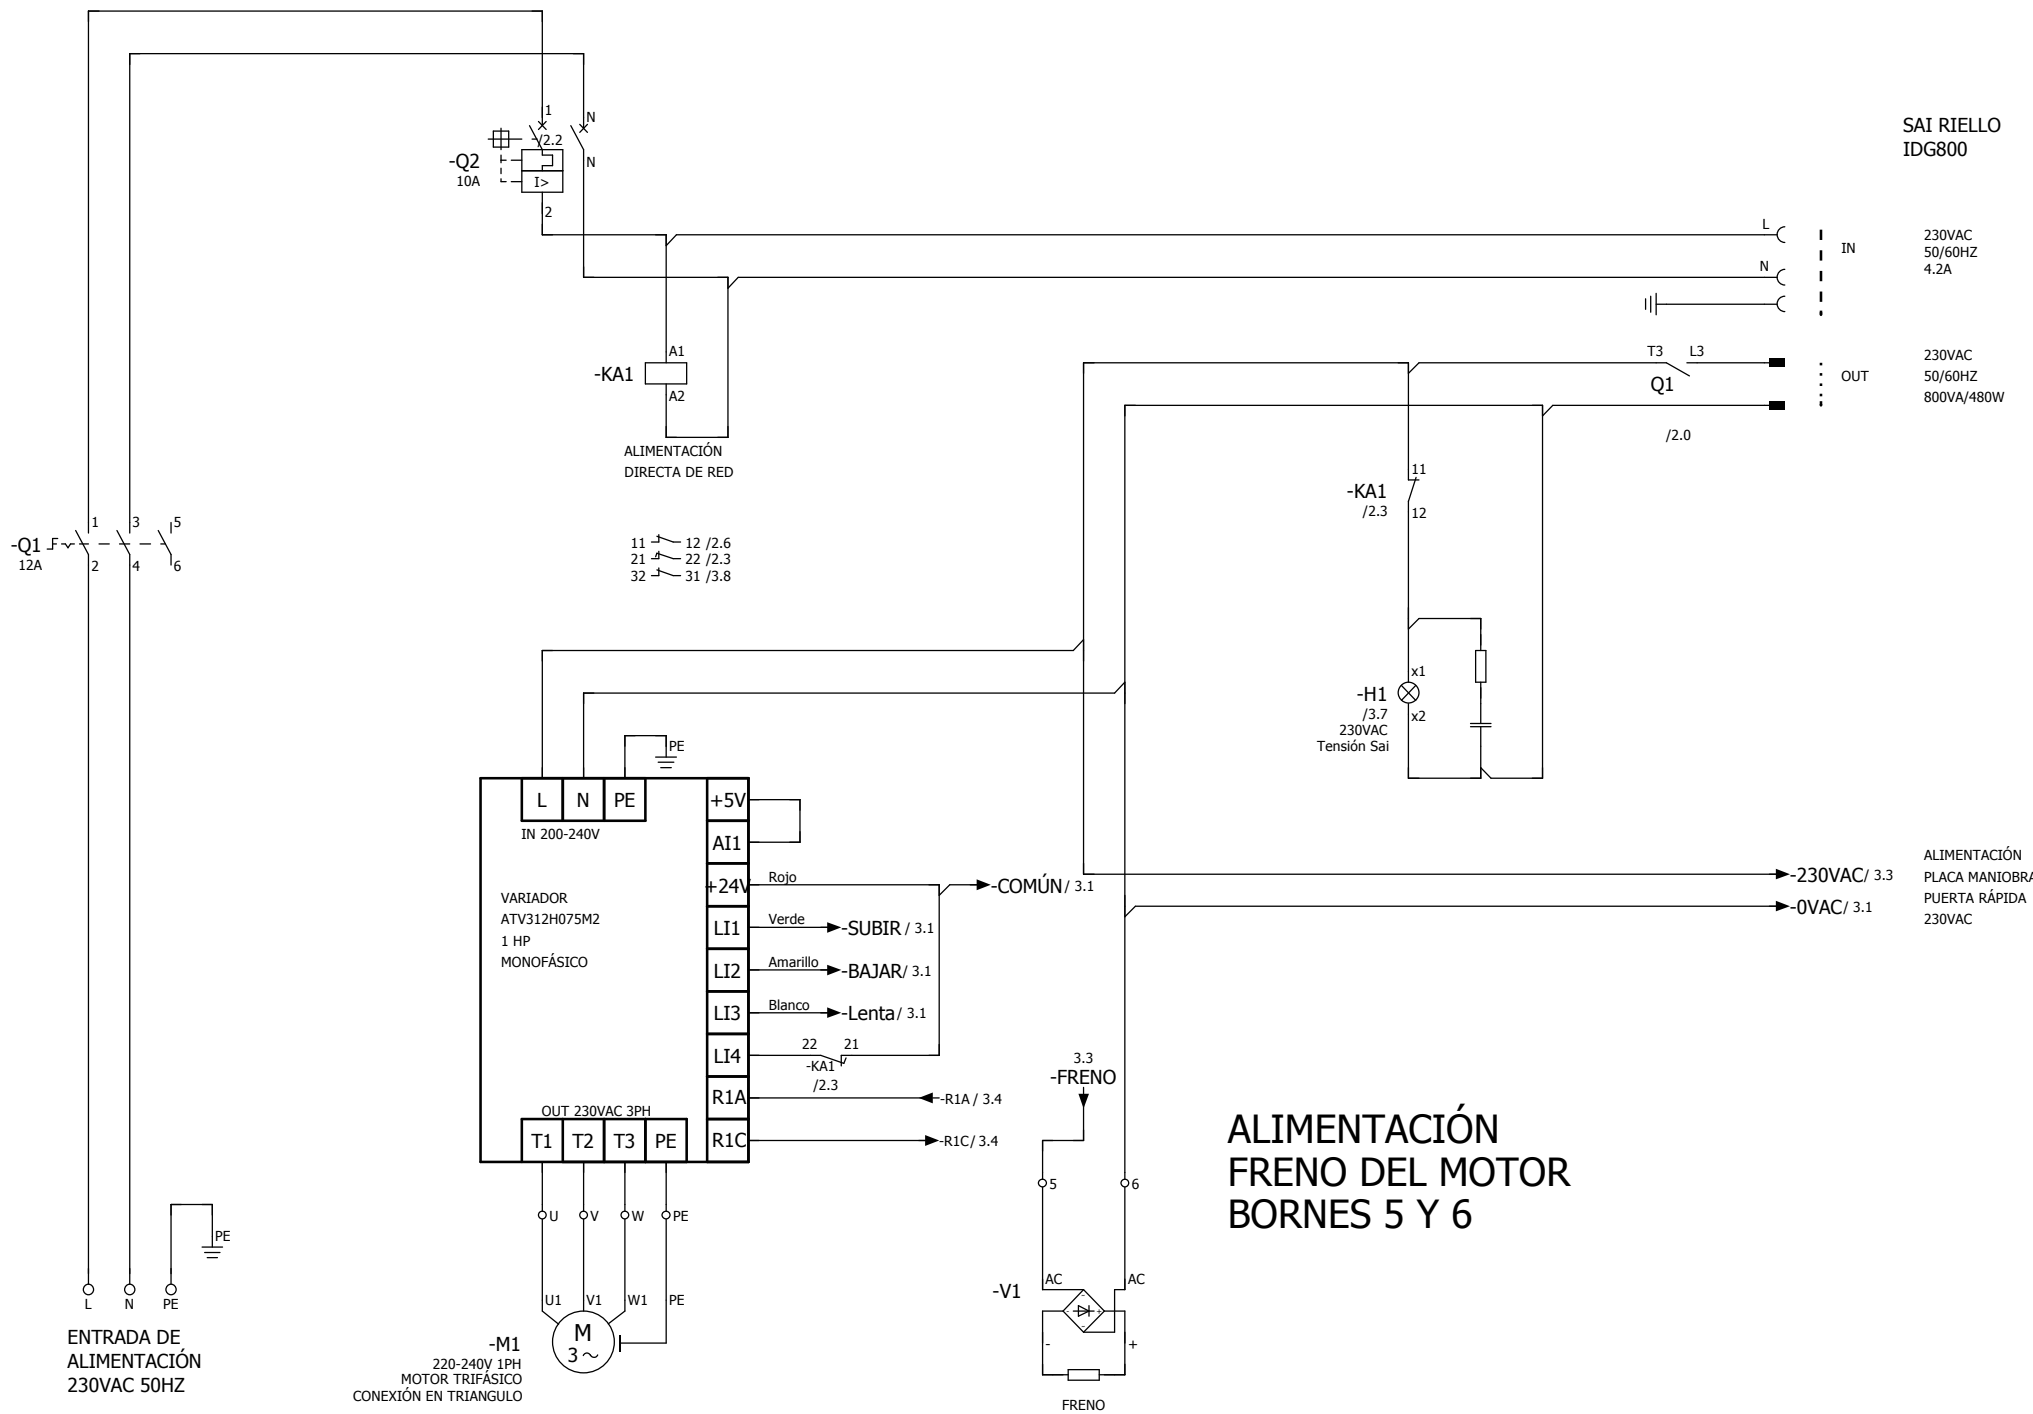 1
N
/2.2
-Q2
10A
I>
N
2
SAI RIELLO
IDG800
L
N
IN
230VAC
50/60HZ
4.2A
T3
L3
Q1
/2.0
OUT
230VAC
50/60HZ
800VA/480W
-KA1
A1
A2
ALIMENTACIÓN
DIRECTA DE RED
11 12 /2.6
21 22 /2.3
32 31 /3.8
-KA1
/2.3
11
12
-Q1
12A
1
3
5
2
4
6
-H1
/3.7
230VAC
Tensión Sai
x1
x2
PE
L
N
PE
IN 200-240V
VARIADOR
ATV312H075M2
1 HP
MONOFÁSICO
+5V
AI1
+24V
Rojo
-COMÚN/ 3.1
LI1
Verde
-SUBIR / 3.1
LI2
Amarillo
-BAJAR/ 3.1
LI3
Blanco
-Lenta/ 3.1
LI4
22
21
-KA1
/2.3
R1A
-R1A / 3.4
R1C
-R1C/ 3.4
OUT 230VAC 3PH
T1
T2
T3
PE
-230VAC/ 3.3
-0VAC/ 3.1
ALIMENTACIÓN
PLACA MANIOBRA
PUERTA RÁPIDA
230VAC
3.3
-FRENO
5
6
ALIMENTACIÓN
FRENO DEL MOTOR
BORNES 5 Y 6
U
V
W
PE
U1
V1
W1
PE
M
3~
-M1
220-240V 1PH
MOTOR TRIFÁSICO
CONEXIÓN EN TRIANGULO
-V1
AC
AC
-
+
FRENO
PE
L
N
PE
ENTRADA DE
ALIMENTACIÓN
230VAC 50HZ